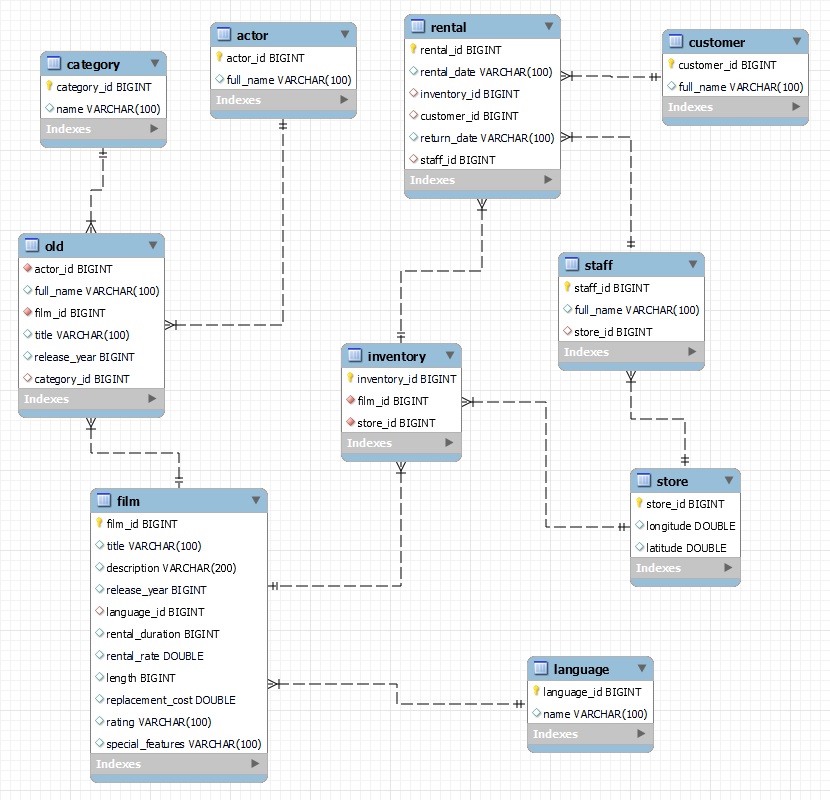 category
category_id BIGINT
name VARCHAR(100)
Indexes
actor
actor_id BIGINT
full_name VARCHAR(100)
Indexes
rental
rental_id BIGINT
rental_date VARCHAR(100)
inventory_id BIGINT
customer_id BIGINT
return_date VARCHAR(100)
staff_id BIGINT
Indexes
customer
customer_id BIGINT
full_name VARCHAR(100)
Indexes
old
actor_id BIGINT
full_name VARCHAR(100)
film_id BIGINT
title VARCHAR(100)
release_year BIGINT
category_id BIGINT
Indexes
staff
staff_id BIGINT
full_name VARCHAR(100)
store_id BIGINT
Indexes
inventory
inventory_id BIGINT
film_id BIGINT
store_id BIGINT
Indexes
store
store_id BIGINT
longitude DOUBLE
latitude DOUBLE
Indexes
film
film_id BIGINT
title VARCHAR(100)
description VARCHAR(200)
release_year BIGINT
language_id BIGINT
rental_duration BIGINT
rental_rate DOUBLE
length BIGINT
replacement_cost DOUBLE
rating VARCHAR(100)
special_features VARCHAR(100)
Indexes
language
language_id BIGINT
name VARCHAR(100)
Indexes